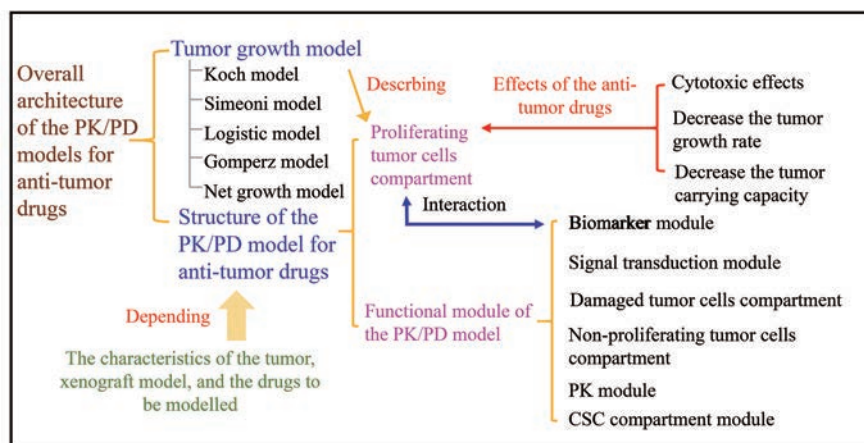 Overall
architecture
of the PK/PD
models for
anti-tumor
drugs
Tumor growth model
Koch model
Simeoni model
Logistic model
Gomperz model
Net growth model
Structure of the
PK/PD model for
anti-tumor drugs
Depending
The characteristics of the tumor,
xenograft model, and the drugs to
be modelled
Descrbing
Proliferating
tumor cells
compartment
Interaction
Functional module of
the PK/PD model
Effects of the anti-
tumor drugs
Cytotoxic effects
Decrease the tumor
growth rate
Decrease the tumor
carrying capacity
Biomarker module
Signal transduction module
Damaged tumor cells compartment
Non-proliferating tumor cells
compartment
PK module
CSC compartment module